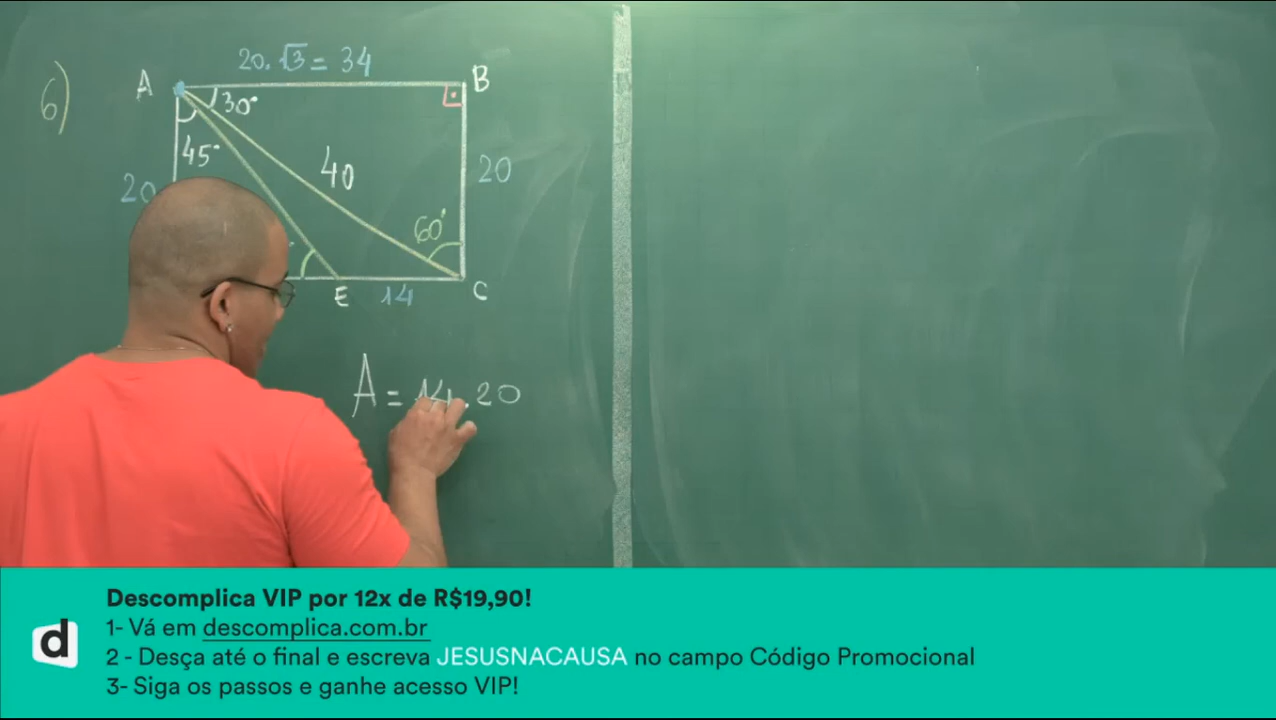 6)
20.√3 = 34
A
B
30°
45°
40
20
20
60°
E
14
C
A = 14.20
d
Descomplica VIP por 12x de R$19,90!
1- Vá em descomplica.com.br
2 - Desça até o final e escreva JESUSNACAUSA no campo Código Promocional
3- Siga os passos e ganhe acesso VIP!